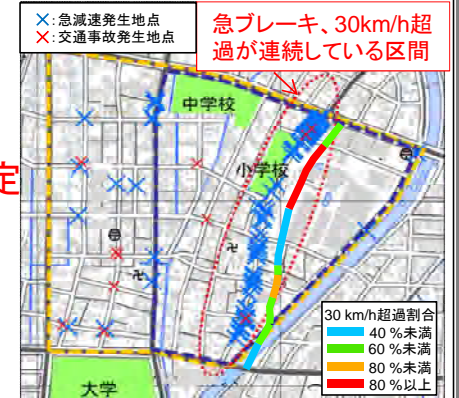 ×:急減速発生地点
×:交通事故発生地点
急ブレーキ、30km/h超
過が連続している区間
中学校
小学校
定
卍
卍
30 km/h超過割合
40 %未満
60 %未満
80 %未満
80 %以上
大学